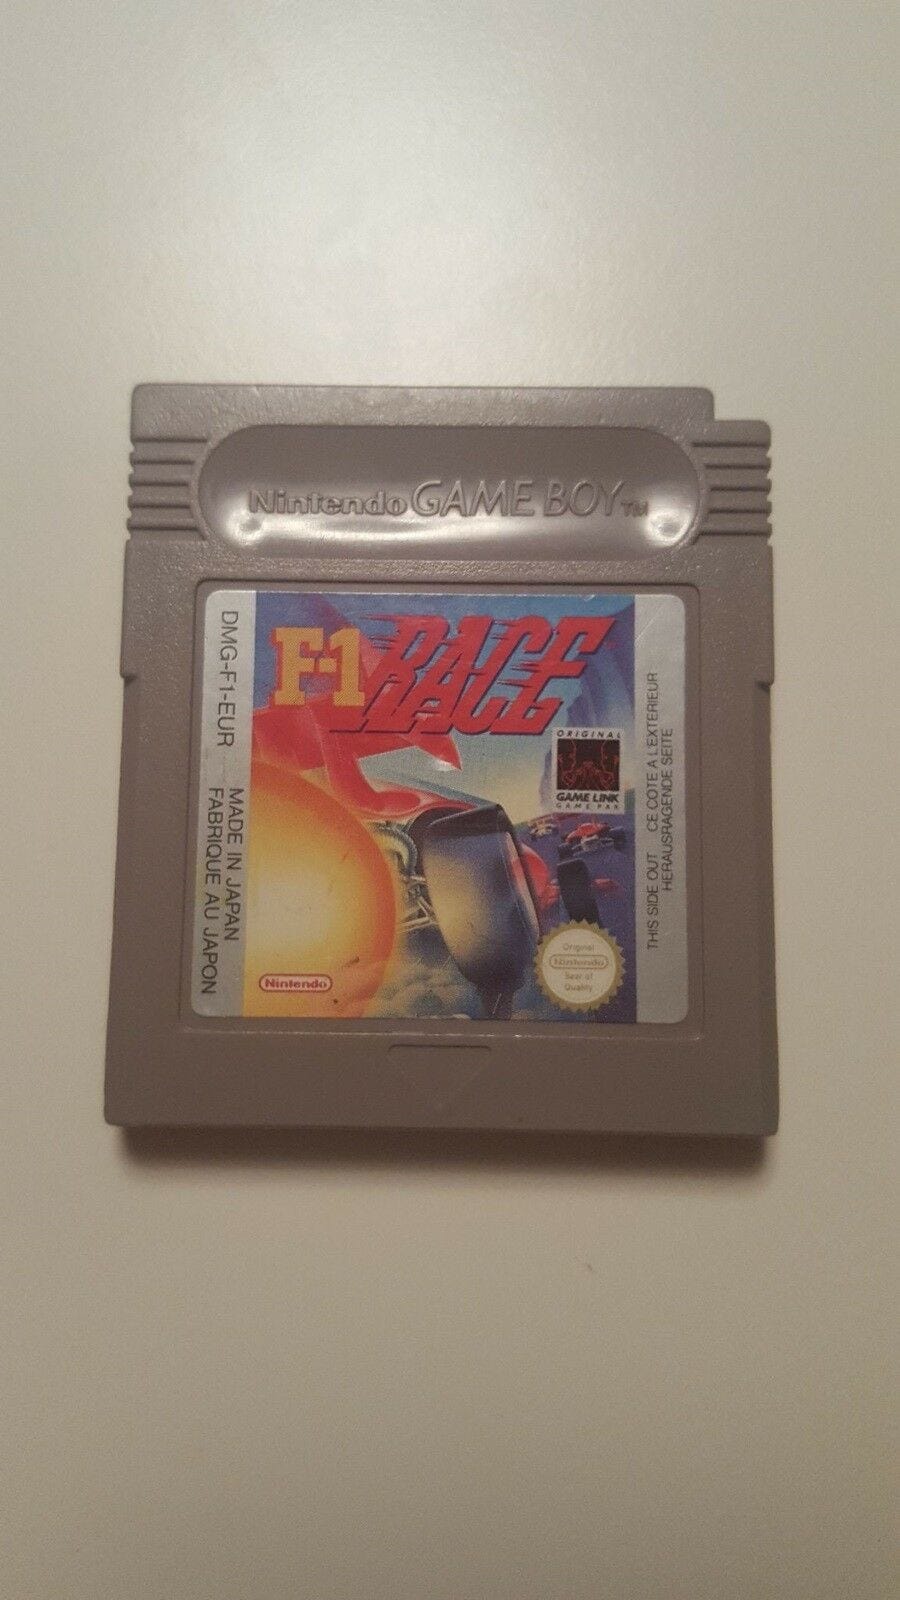 Nintendo GAME BOY TM
DMG-F1-EUR
MADE IN JAPAN
FABRIQUE AU JAPON
F-1 RACE
ORIGINAL
GAME LINK
GAME PAK
Nintendo
Original
Nintendo
Seal of
Quality
THIS SIDE OUT CE COTE A L'EXTERIEUR
HERAUSRAGENDE SEITE